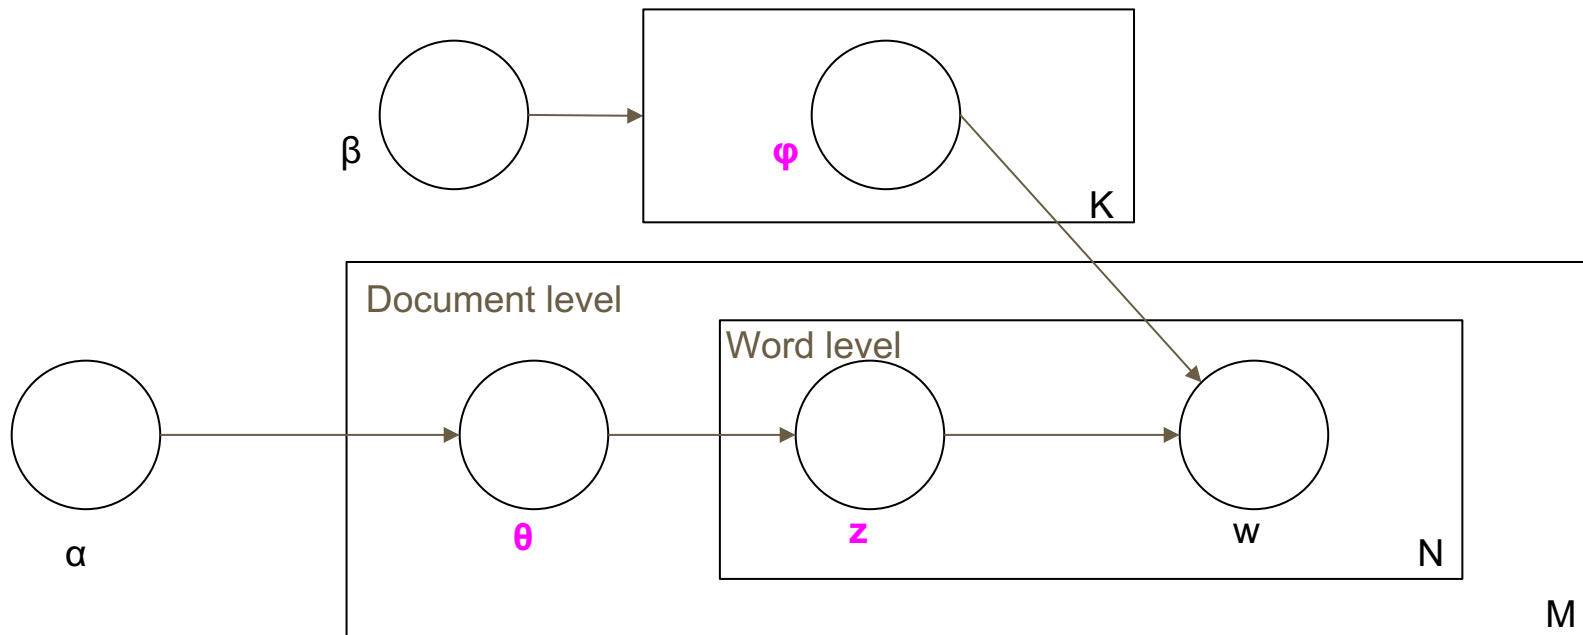 β
φ
K
Document level
Word level
α
θ
z
w
N
M